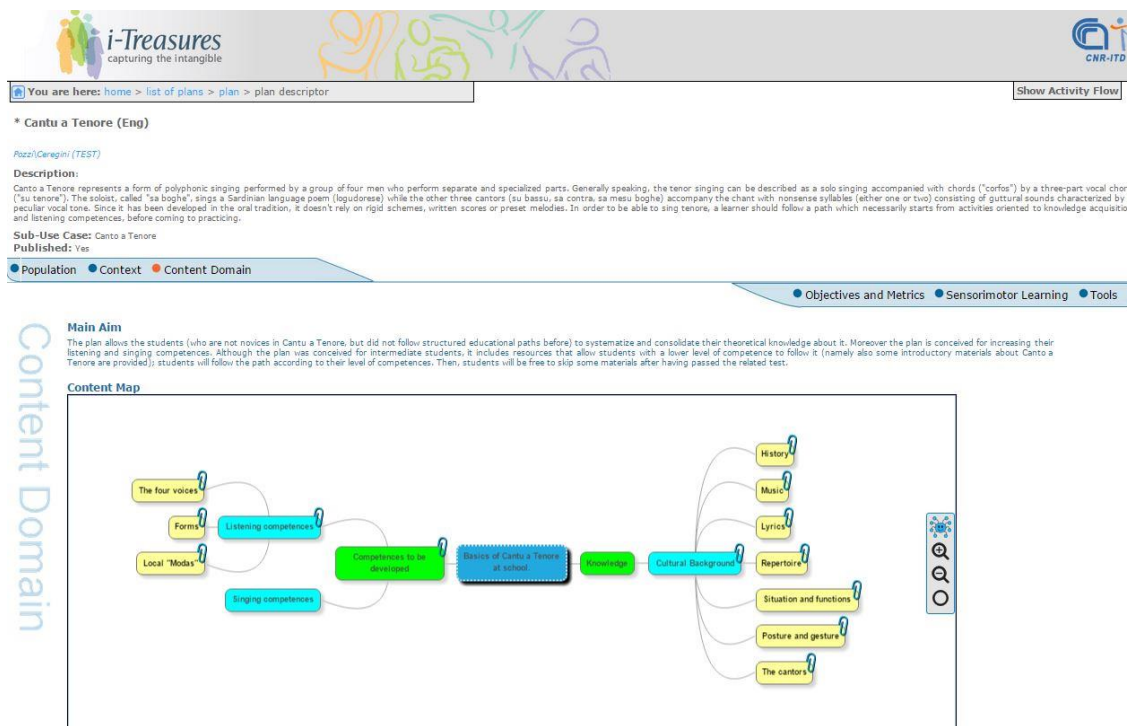 i-Treasures
capturing the intangible
CNR-ITD
You are here: home > list of plans > plan > plan descriptor
Show Activity Flow
* Cantu a Tenore (Eng)
Pozzi\Ceregini (TEST)
Description:
Canto a Tenore represents a form of polyphonic singing performed by a group of four men who perform separate and specialized parts. Generally speaking, the tenor singing can be described as a solo singing accompanied with chords ("corfos") by a three-part vocal chor
("su tenore"). The soloist, called "sa boghe", sings a Sardinian language poem (logudorese) while the other three cantors (su bassu, sa contra, sa mesu boghe) accompany the chant with nonsense syllables (either one or two) consisting of guttural sounds characterized by
peculiar vocal tone. Since it has been developed in the oral tradition, it doesn't rely on rigid schemes, written scores or preset melodies. In order to be able to sing tenore, a learner should follow a path which necessarily starts from activities oriented to knowledge acquisitio
and listening competences, before coming to practicing.
Sub-Use Case: Canto a Tenore
Published: Yes
Population Context Content Domain
Objectives and Metrics Sensorimotor Learning Tools
Content Domain
Main Aim
The plan allows the students (who are not novices in Cantu a Tenore, but did not follow structured educational paths before) to systematize and consolidate their theoretical knowledge about it. Moreover the plan is conceived for increasing their
listening and singing competences. Although the plan was conceived for intermediate students, it includes resources that allow students with a lower level of competence to follow it (namely also some introductory materials about Canto a
Tenore are provided); students will follow the path according to their level of competences. Then, students will be free to skip some materials after having passed the related test.
Content Map
The four voices
Forms
Local "Modas"
Listening competences
Singing competences
Competences to be
developed
Basics of Cantu a Tenore
at school.
Knowledge
Cultural Background
History
Music
Lyrics
Repertoire
Situation and functions
Posture and gesture
The cantors